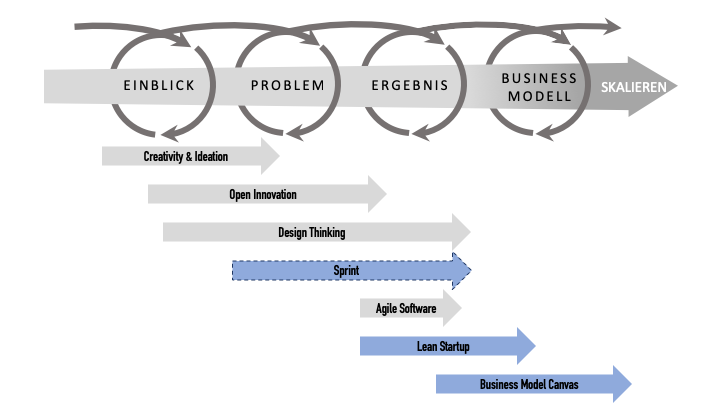 EINBLICK
PROBLEM
ERGEBNIS
BUSINESS
MODELL
SKALIEREN
Creativity & Ideation
Open Innovation
Design Thinking
Sprint
Agile Software
Lean Startup
Business Model Canvas